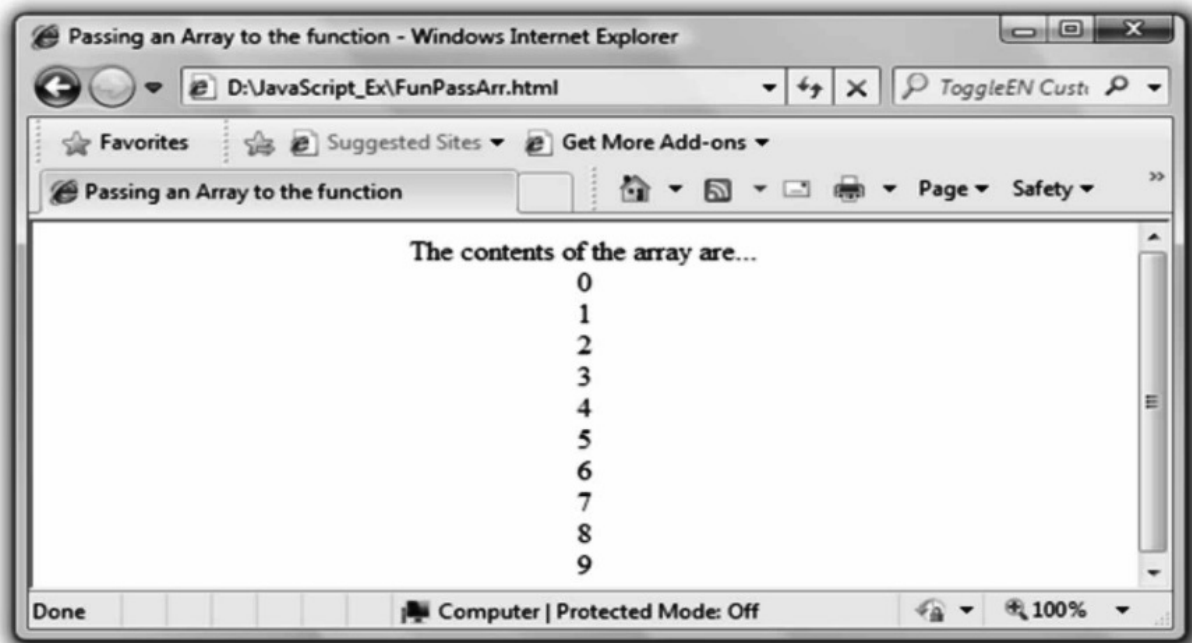 Passing an Array to the function - Windows Internet Explorer
D:\JavaScript_Ex\FunPassArr.html
ToggleEN
Favorites
Suggested Sites
Get More Add-ons
Passing an Array to the function
Page
Safety
»
The contents of the array are...
0
1
2
3
4
5
6
7
8
9
Done
Computer | Protected Mode: Off
100%